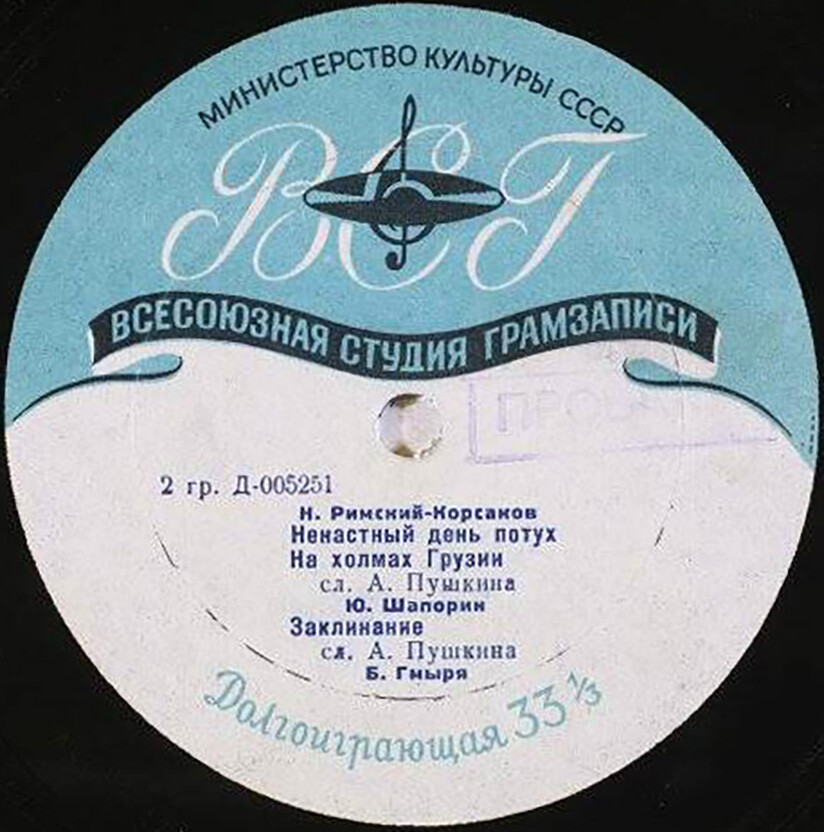 МИНИСТЕРСТВО КУЛЬТУРЫ СССР
ВСГ
ВСЕСОЮЗНАЯ СТУДИЯ ГРАМЗАПИСИ
2 гр. Д-005251
Н. Римский-Корсаков
Ненастный день потух
На холмах Грузии
сл. А. Пушкина
Ю. Шапорин
Заклинание
сл. А. Пушкина
Б. Гмыря
Долгоиграющая 33 1/3